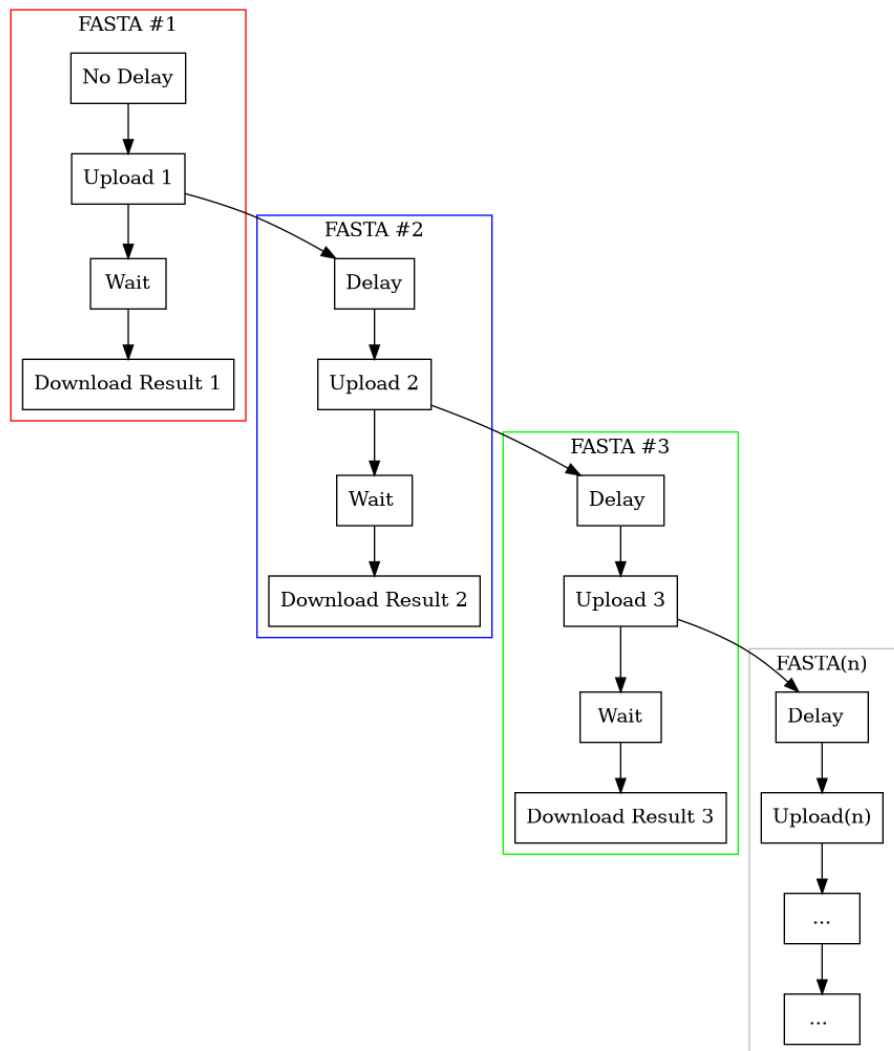 FASTA #1
No Delay
Upload 1
Wait
Download Result 1
FASTA #2
Delay
Upload 2
Wait
Download Result 2
FASTA #3
Delay
Upload 3
Wait
Download Result 3
FASTA(n)
Delay
Upload(n)
...
...